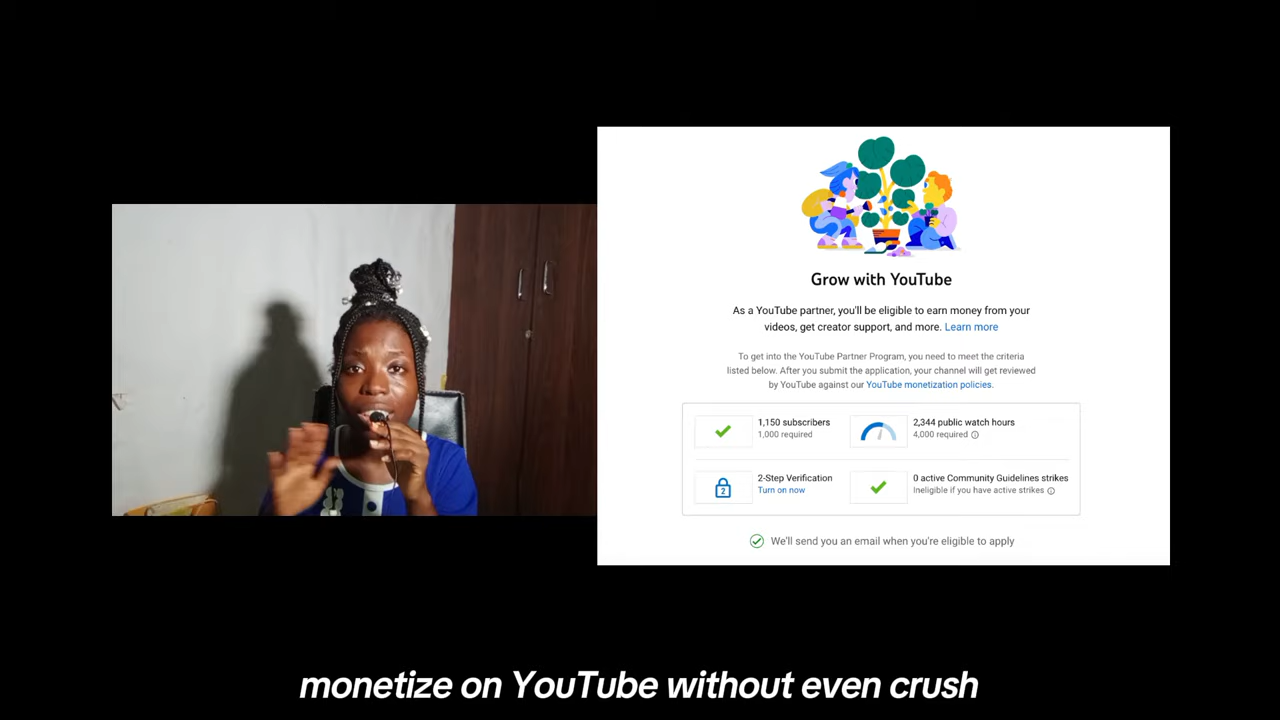 Grow with YouTube
As a YouTube partner, you'll be eligible to earn money from your
videos, get creator support, and more. Learn more
To get into the YouTube Partner Program, you need to meet the criteria
listed below. After you submit the application, your channel will get reviewed
by YouTube against our YouTube monetization policies.
1,150 subscribers
1,000 required
2,344 public watch hours
4,000 required
2
2-Step Verification
Turn on now
0 active Community Guidelines strikes
Ineligible if you have active strikes
We'll send you an email when you're eligible to apply
monetize on YouTube without even crush